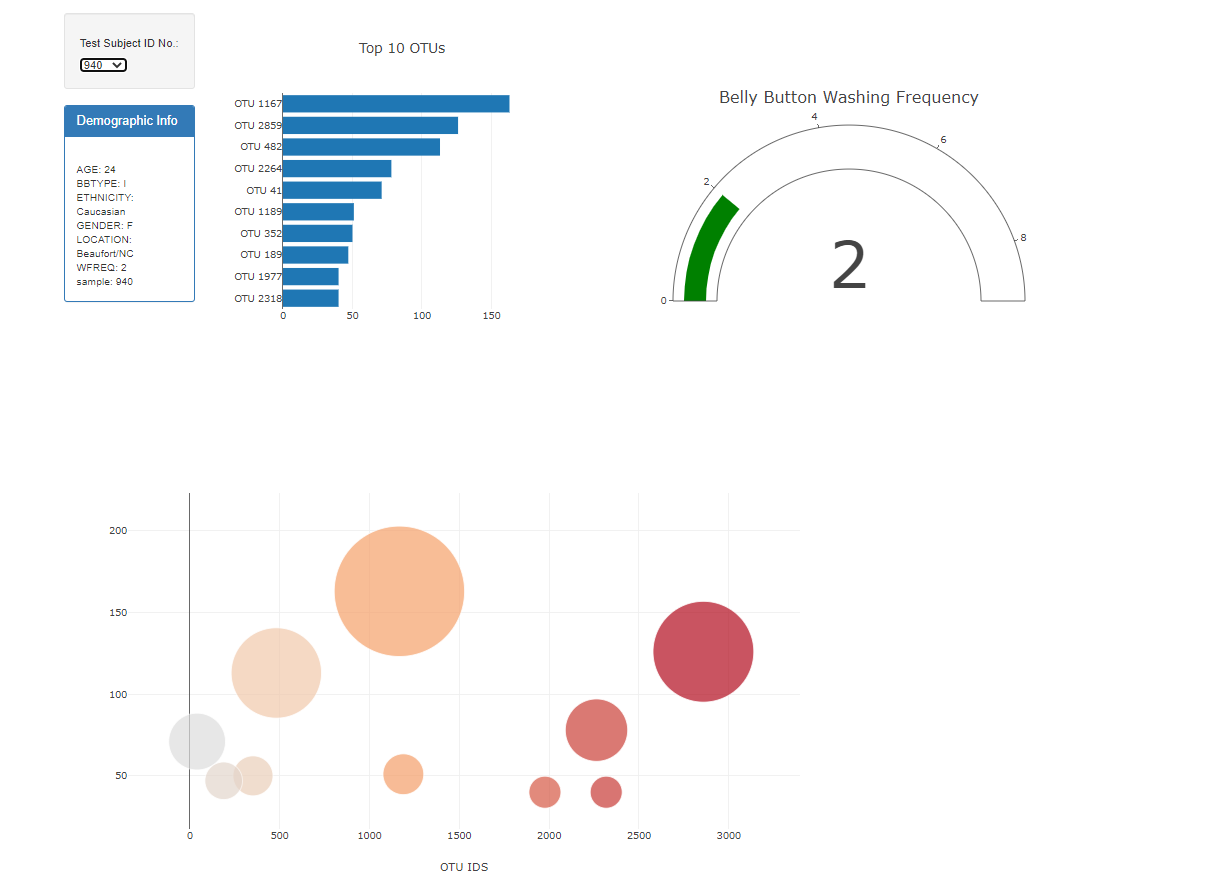 Test Subject ID No.:
940
Demographic Info
AGE: 24
BBTYPE: I
ETHNICITY:
Caucasian
GENDER: F
LOCATION:
Beaufort/NC
WFREQ: 2
sample: 940
Top 10 OTUs
OTU 1167
OTU 2859
OTU 482
OTU 2264
OTU 41
OTU 1189
OTU 352
OTU 189
OTU 1977
OTU 2318
0 50 100 150
Belly Button Washing Frequency
4
6
2
8
0
2
200
150
100
50
0 500 1000 1500 2000 2500 3000
OTU IDS